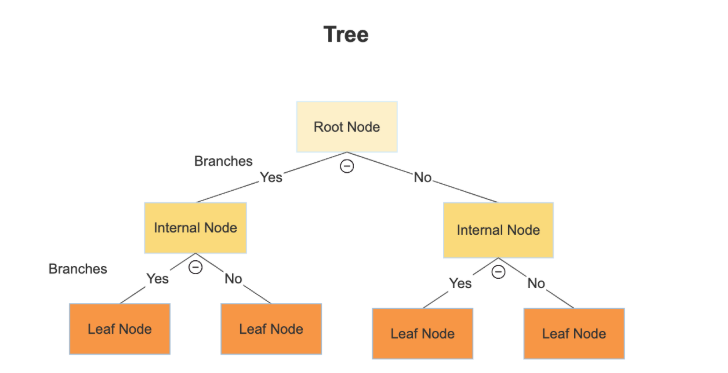 Tree
Root Node
Branches
Yes
No
Internal Node
Internal Node
Branches
Yes
No
Yes
No
Leaf Node
Leaf Node
Leaf Node
Leaf Node